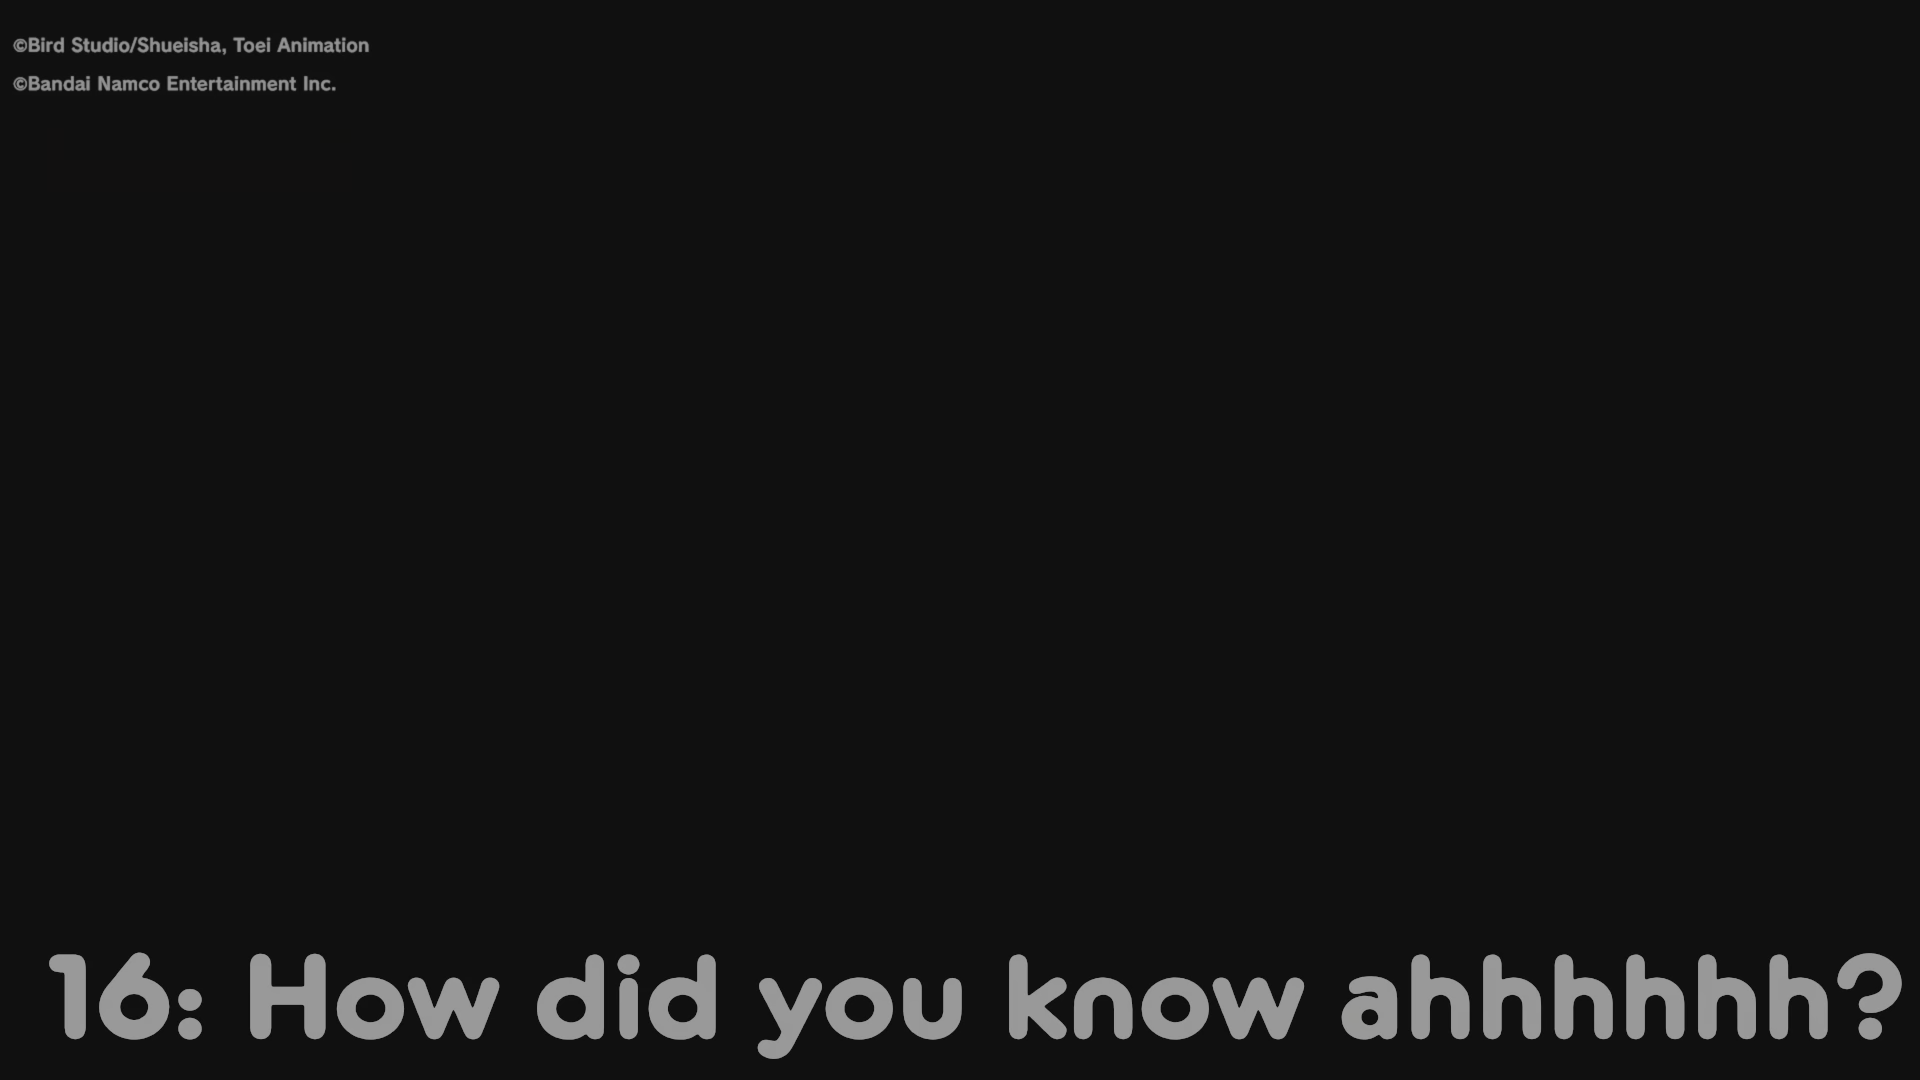 ©Bird Studio/Shueisha, Toei Animation
©Bandai Namco Entertainment Inc.
16: How did you know ahhhhhh?